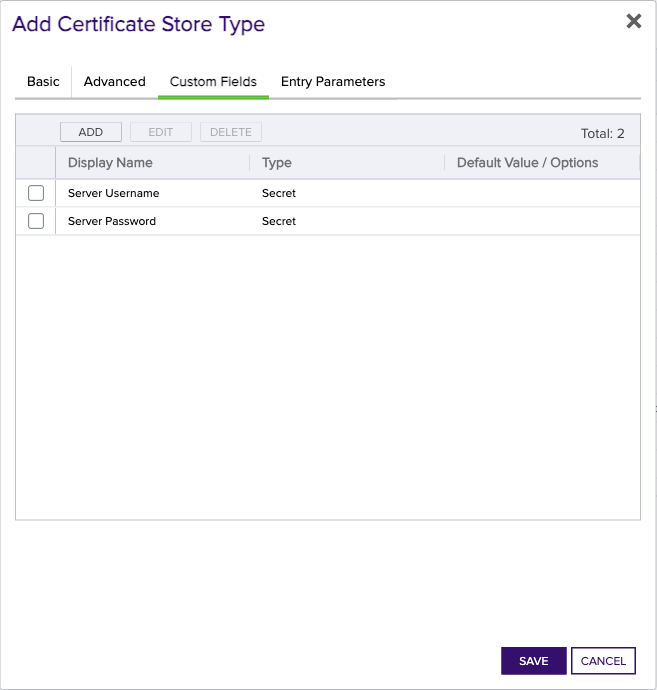 Add Certificate Store Type
Basic Advanced Custom Fields Entry Parameters
ADD EDIT DELETE Total: 2
Display Name Type Default Value / Options
Server Username Secret
Server Password Secret
SAVE CANCEL